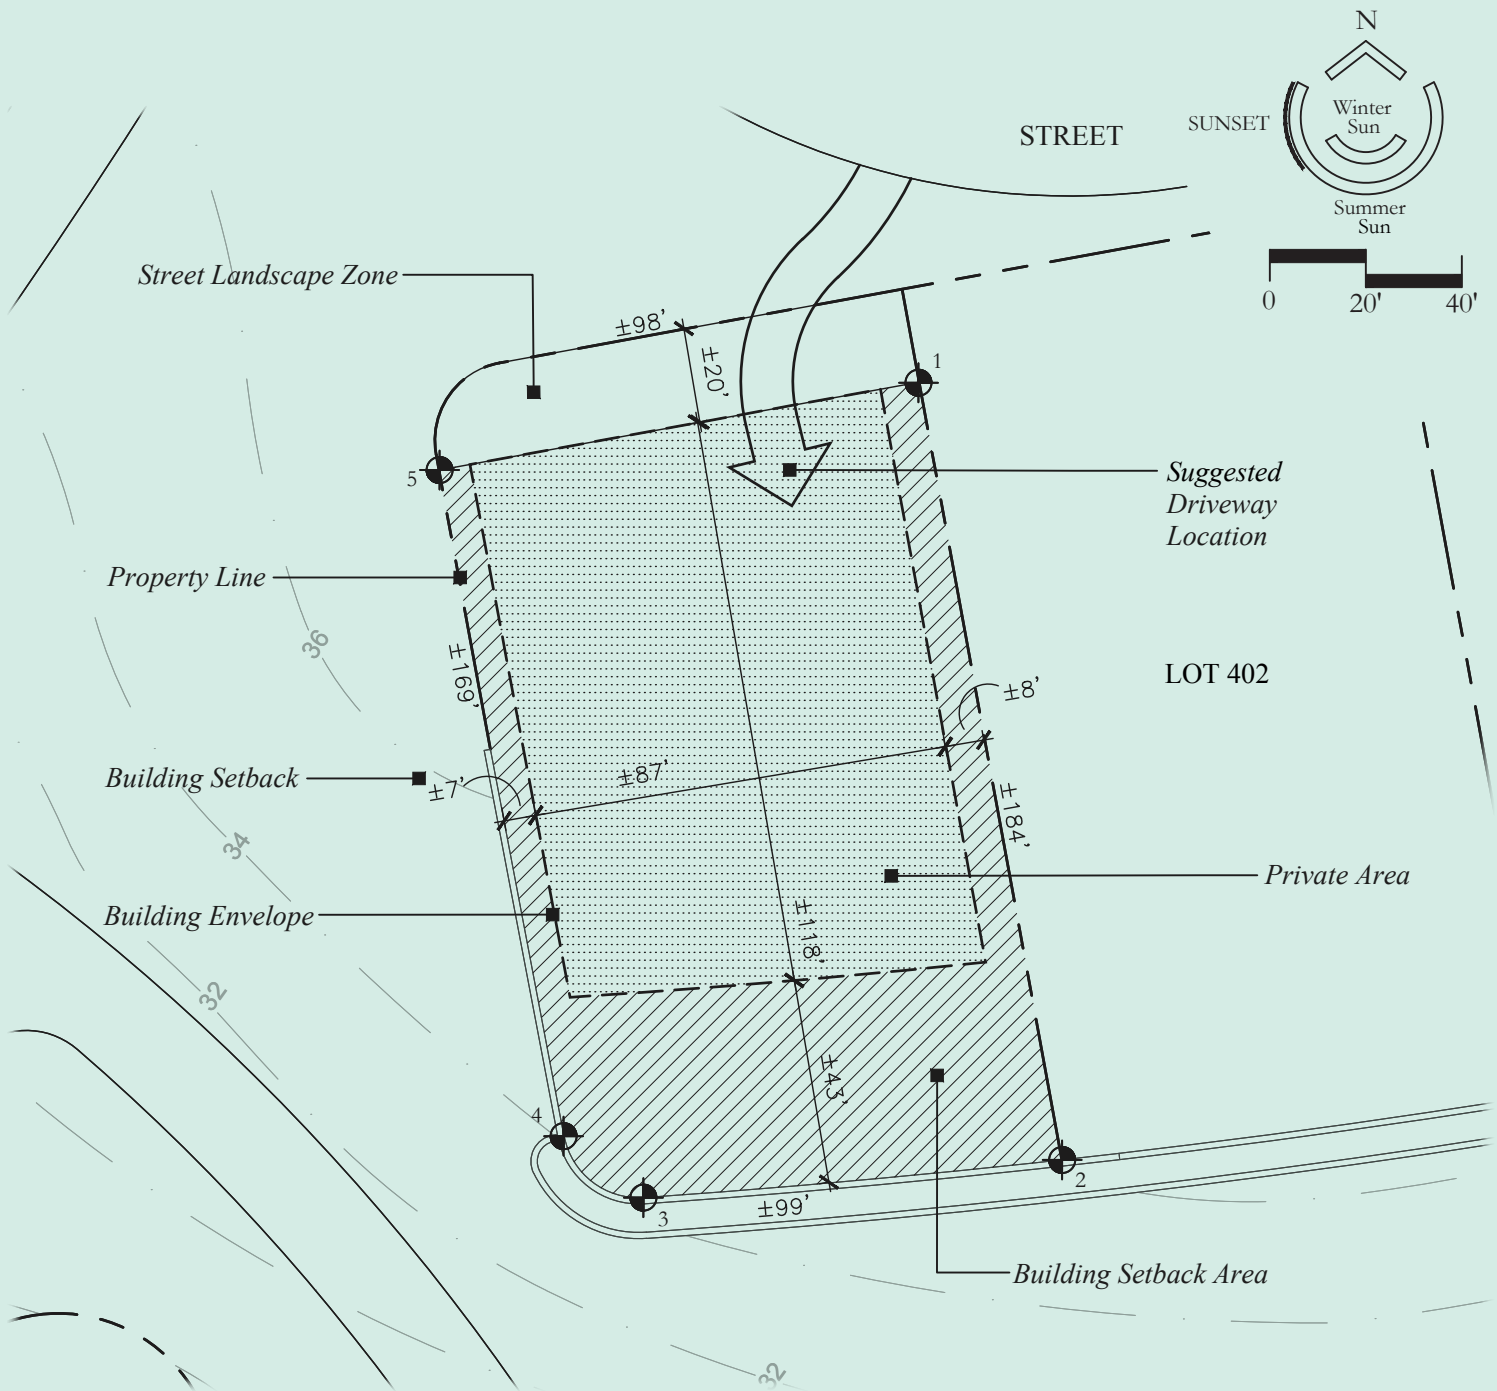 N
STREET
SUNSET
Winter
Sun
Summer
Sun
0 20' 40'
Street Landscape Zone
±98’
±20’
1
5
Suggested
Driveway
Location
Property Line
36
±169’
LOT 402
±8’
Building Setback
±7’
±87’
±184’
34
Private Area
Building Envelope
±118’
32
±43’
4
2
3
±99’
Building Setback Area
32